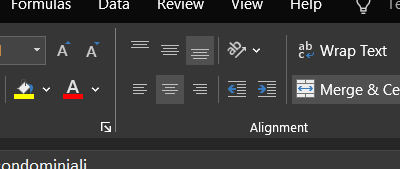 Formulas Data Review View Help
Wrap Text
Merge & Ce
Alignment
ondominiali